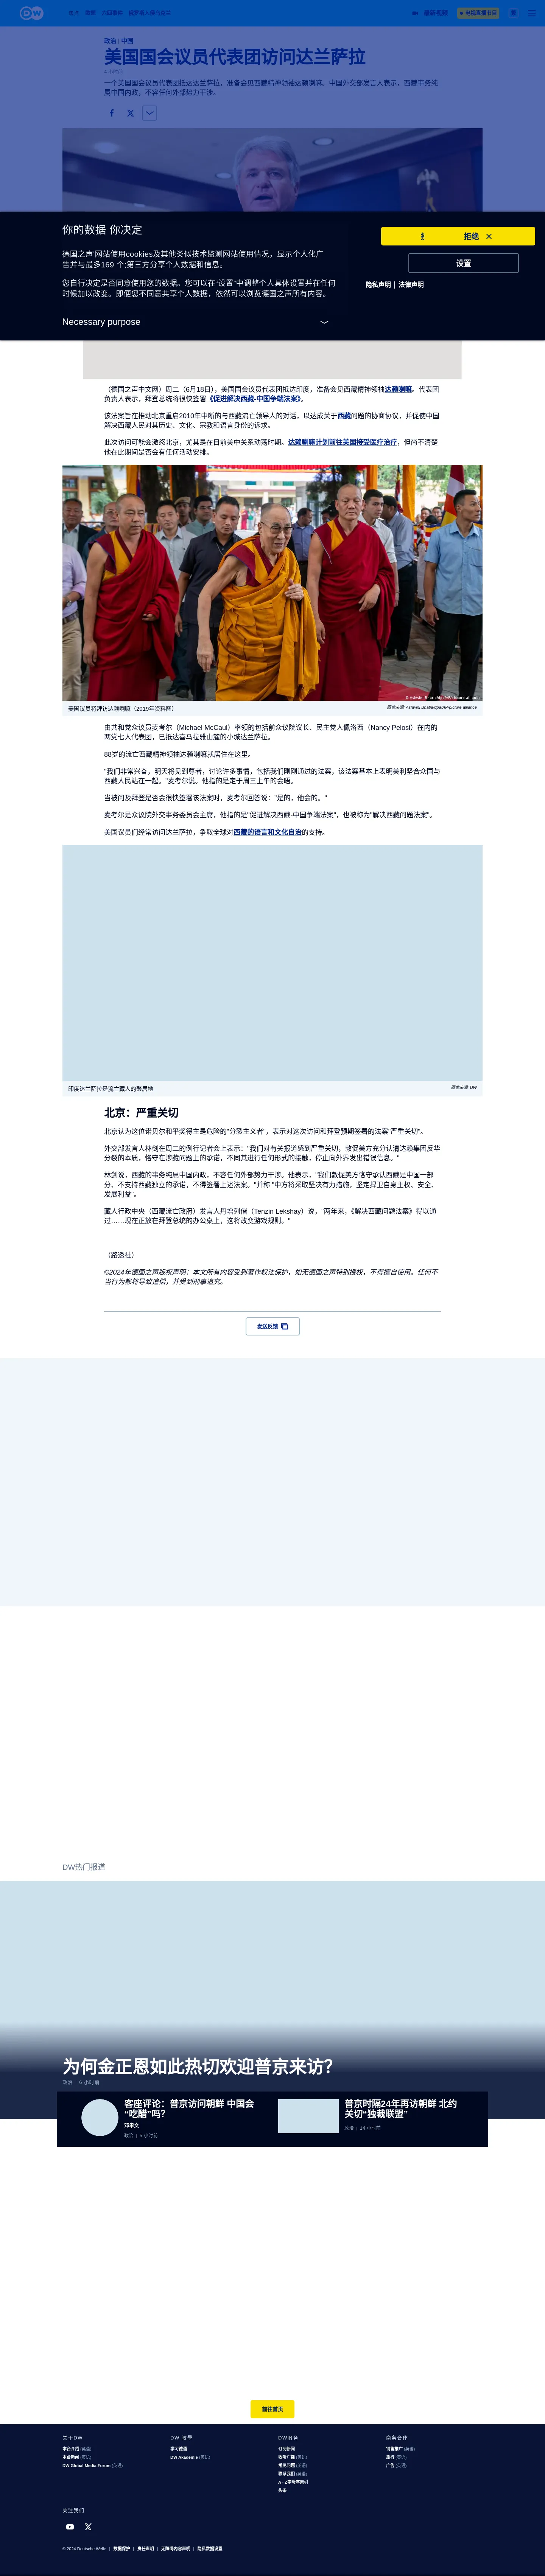 DW
最新视频
电视直播节目
政治 | 中国
美国国会议员代表团访问达兰萨拉
4 小时前
一个美国国会议员代表团抵达达兰萨拉，准备会见西藏精神领袖达赖喇嘛。中国外交部发言人表示，西藏事务纯
属中国内政，不容任何外部势力干涉。
你的数据 你决定
德国之声'网站使用cookies及其他类似技术监测网站使用情况，显示个人化广
告并与最多169 个;第三方分享个人数据和信息。
您自行决定是否同意使用您的数据。您可以在“设置”中调整个人具体设置并在任何
时候加以改变。即便您不同意共享个人数据，依然可以浏览德国之声所有内容。
Necessary purpose
拒绝
设置
隐私声明 | 法律声明
（德国之声中文网）周二（6月18日），美国国会议员代表团抵达印度，准备会见西藏精神领袖达赖喇嘛。代表团
负责人表示，拜登总统将很快签署《促进解决西藏-中国争端法案》。
该法案旨在推动北京重启2010年中断的与西藏流亡领导人的对话，以达成关于西藏问题的协商协议，并促使中国
解决西藏人民对其历史、文化、宗教和语言身份的诉求。
此次访问可能会激怒北京，尤其是在目前美中关系动荡时期。达赖喇嘛计划前往美国接受医疗治疗，但尚不清楚
他在此期间是否会有任何活动安排。
© Ashwini Bhatia/dpa/AP/picture alliance
美国议员将拜访达赖喇嘛（2019年资料图）
图像来源: Ashwini Bhatia/dpa/AP/picture alliance
由共和党众议员麦考尔（Michael McCaul）率领的包括前众议院议长、民主党人佩洛西（Nancy Pelosi）在内的
两党七人代表团，已抵达喜马拉雅山麓的小城达兰萨拉。
88岁的流亡西藏精神领袖达赖喇嘛就居住在这里。
"我们非常兴奋，明天将见到尊者，讨论许多事情，包括我们刚刚通过的法案，该法案基本上表明美利坚合众国与
西藏人民站在一起。"麦考尔说。他指的是定于周三上午的会晤。
当被问及拜登是否会很快签署该法案时，麦考尔回答说："是的，他会的。"
麦考尔是众议院外交事务委员会主席，他指的是"促进解决西藏-中国争端法案"，也被称为"解决西藏问题法案"。
美国议员们经常访问达兰萨拉，争取全球对西藏的语言和文化自治的支持。
印度达兰萨拉是流亡藏人的聚居地
图像来源: DW
北京：严重关切
北京认为这位诺贝尔和平奖得主是危险的"分裂主义者"，表示对这次访问和拜登预期签署的法案"严重关切"。
外交部发言人林剑在周二的例行记者会上表示："我们对有关报道感到严重关切，敦促美方充分认清达赖集团反华
分裂的本质，恪守在涉藏问题上的承诺，不同其进行任何形式的接触，停止向外界发出错误信息。"
林剑说，西藏的事务纯属中国内政，不容任何外部势力干涉。他表示，"我们敦促美方恪守承认西藏是中国一部
分、不支持西藏独立的承诺，不得签署上述法案。"并称 "中方将采取坚决有力措施，坚定捍卫自身主权、安全、
发展利益"。
藏人行政中央（西藏流亡政府）发言人丹增列偕（Tenzin Lekshay）说，"两年来，《解决西藏问题法案》得以通
过……现在正放在拜登总统的办公桌上，这将改变游戏规则。"
（路透社）
©2024年德国之声版权声明：本文所有内容受到著作权法保护，如无德国之声特别授权，不得擅自使用。任何不
当行为都将导致追偿，并受到刑事追究。
发送反馈
DW热门报道
为何金正恩如此热切欢迎普京来访？
政治 | 6 小时前
客座评论：普京访问朝鲜 中国会
“吃醋”吗？
邓聿文
政治 | 5 小时前
普京时隔24年再访朝鲜 北约
关切“独裁联盟”
政治 | 14 小时前
前往首页
关于DW
本台介绍 (英语)
本台新闻 (英语)
DW Global Media Forum (英语)
DW 教學
学习德语
DW Akademie (英语)
DW服务
订阅新闻
收听广播 (英语)
常见问题 (英语)
联系我们 (英语)
A - Z字母序索引
头条
商务合作
销售推广 (英语)
旅行 (英语)
广告 (英语)
关注我们
© 2024 Deutsche Welle | 数据保护 | 责任声明 | 无障碍内容声明 | 隐私数据设置